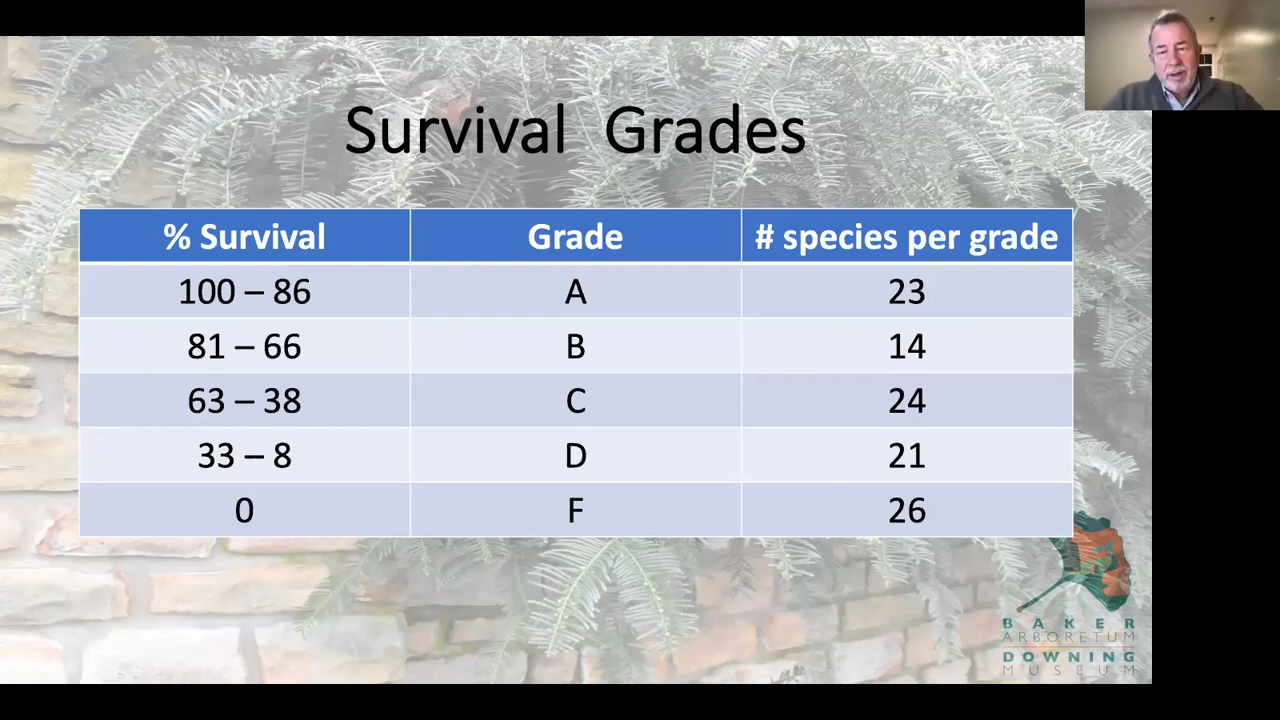 Survival Grades
% Survival Grade # species per grade
100 – 86 A 23
81 – 66 B 14
63 – 38 C 24
33 – 8 D 21
0 F 26
BAKER
ARBORETUM
DOWNING
MUSEUM